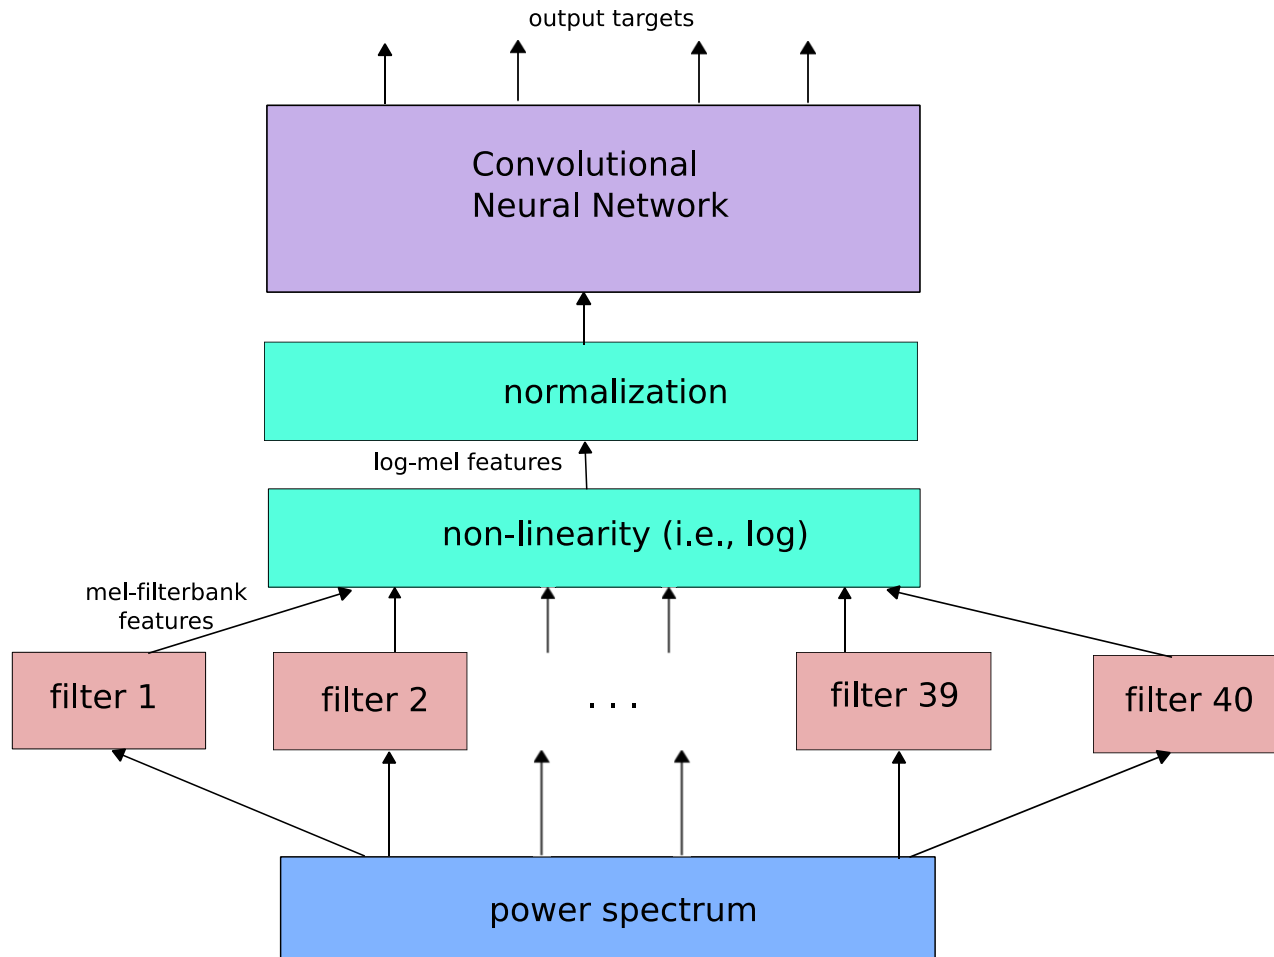 output targets
Convolutional
Neural Network
normalization
log-mel features
non-linearity (i.e., log)
mel-filterbank
features
filter 1
filter 2
. . .
filter 39
filter 40
power spectrum